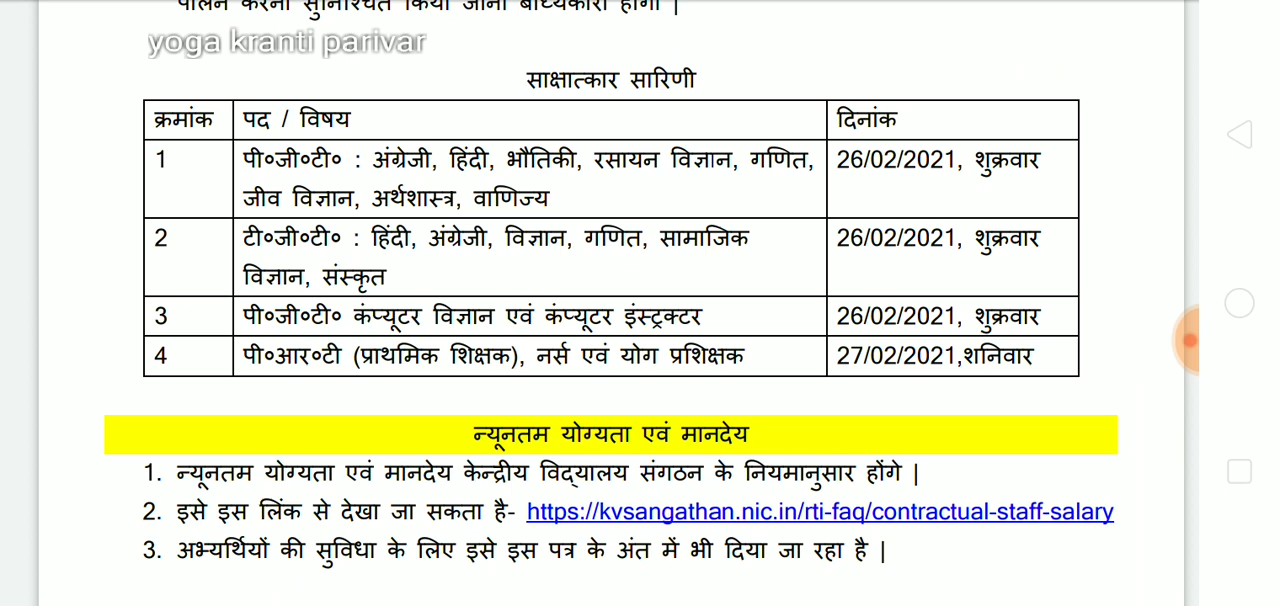 पालन करना सुनिश्चित किया जाना बाध्यकारी होगा |
yoga kranti parivar
साक्षात्कार सारिणी
क्रमांक पद / विषय दिनांक
1 पी०जी०टी० : अंग्रेजी, हिंदी, भौतिकी, रसायन विज्ञान, गणित, 26/02/2021, शुक्रवार
जीव विज्ञान, अर्थशास्त्र, वाणिज्य
2 टी०जी०टी० : हिंदी, अंग्रेजी, विज्ञान, गणित, सामाजिक 26/02/2021, शुक्रवार
विज्ञान, संस्कृत
3 पी०जी०टी० कंप्यूटर विज्ञान एवं कंप्यूटर इंस्ट्रक्टर 26/02/2021, शुक्रवार
4 पी०आर०टी (प्राथमिक शिक्षक), नर्स एवं योग प्रशिक्षक 27/02/2021,शनिवार
न्यूनतम योग्यता एवं मानदेय
1. न्यूनतम योग्यता एवं मानदेय केन्द्रीय विद्यालय संगठन के नियमानुसार होंगे |
2. इसे इस लिंक से देखा जा सकता है- https://kvsangathan.nic.in/rti-faq/contractual-staff-salary
3. अभ्यर्थियों की सुविधा के लिए इसे इस पत्र के अंत में भी दिया जा रहा है |